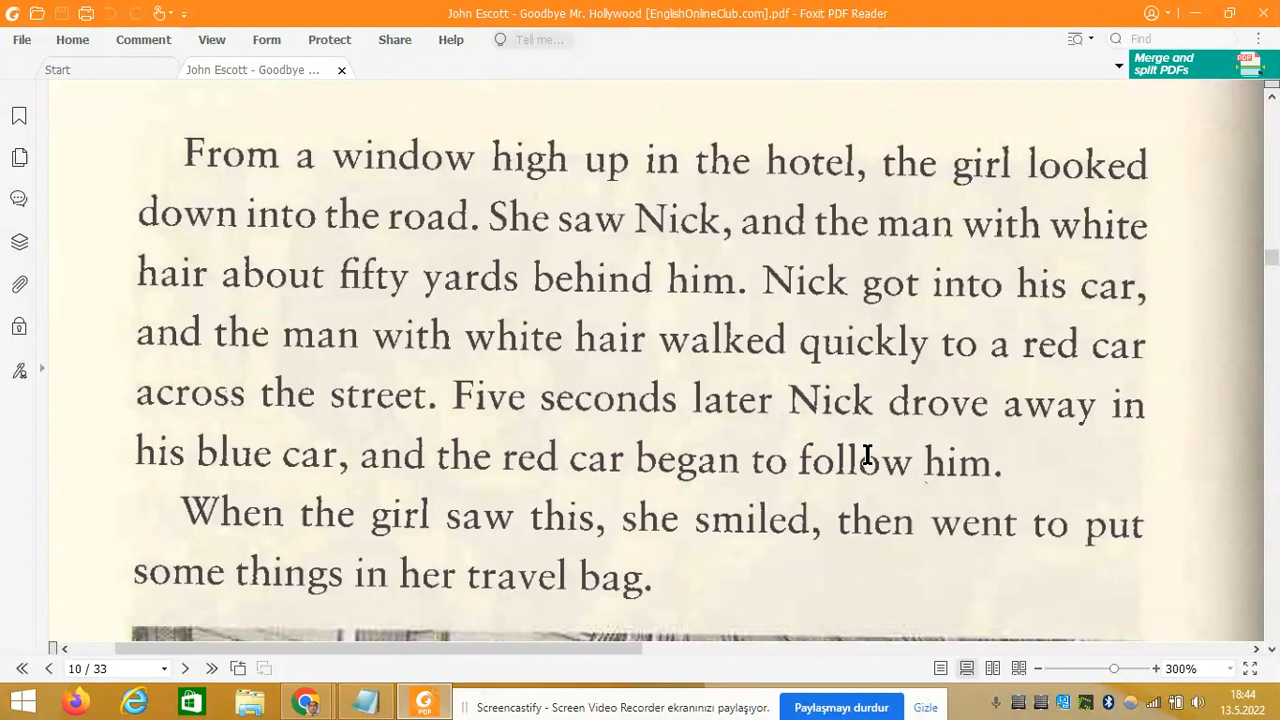 John Escott - Goodbye Mr. Hollywood [EnglishOnlineClub.com].pdf - Foxit PDF Reader
File Home Comment View Form Protect Share Help Tell me... Find
Start John Escott - Goodbye ... Merge and
split PDFs
From a window high up in the hotel, the girl looked
down into the road. She saw Nick, and the man with white
hair about fifty yards behind him. Nick got into his car,
and the man with white hair walked quickly to a red car
across the street. Five seconds later Nick drove away in
his blue car, and the red car began to follow him.
When the girl saw this, she smiled, then went to put
some things in her travel bag.
10 / 33 300%
Screencastify - Screen Video Recorder ekranınızı paylaşıyor. Paylaşmayı durdur Gizle 18:44
13.5.2022